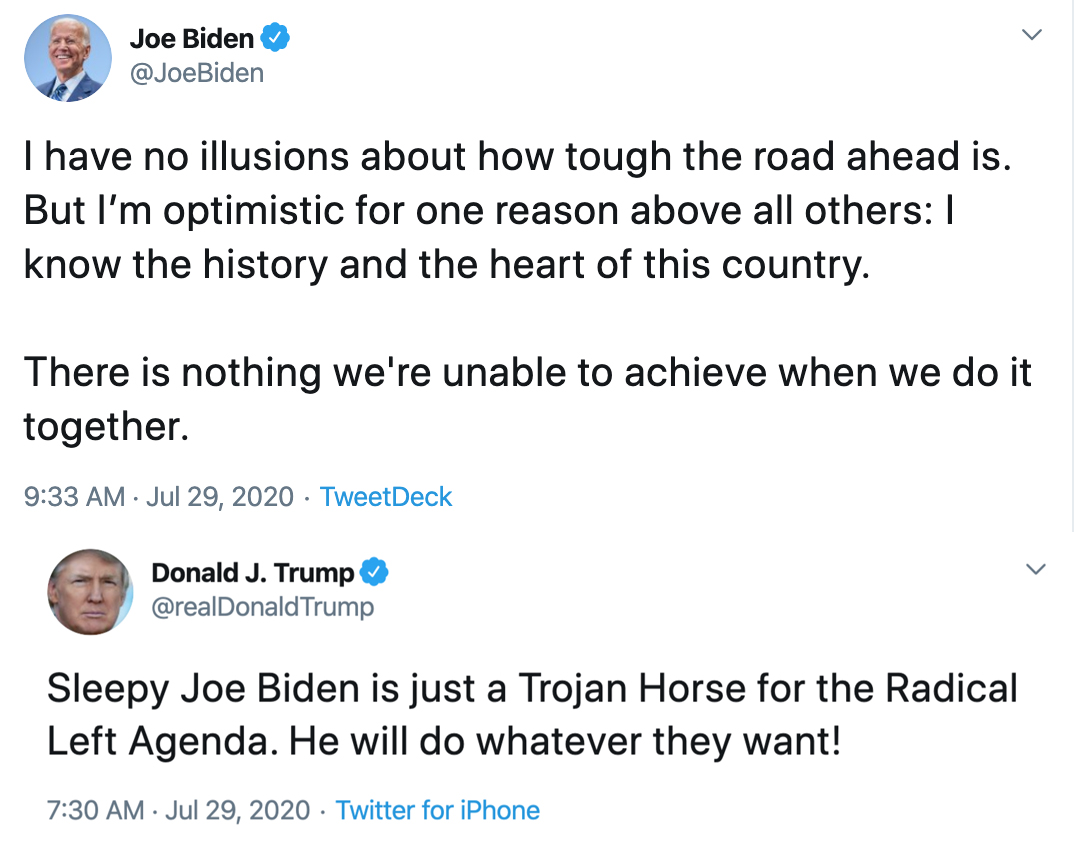 Joe Biden
@JoeBiden
I have no illusions about how tough the road ahead is.
But I’m optimistic for one reason above all others: I
know the history and the heart of this country.
There is nothing we're unable to achieve when we do it
together.
9:33 AM · Jul 29, 2020 · TweetDeck
Donald J. Trump
@realDonaldTrump
Sleepy Joe Biden is just a Trojan Horse for the Radical
Left Agenda. He will do whatever they want!
7:30 AM · Jul 29, 2020 · Twitter for iPhone